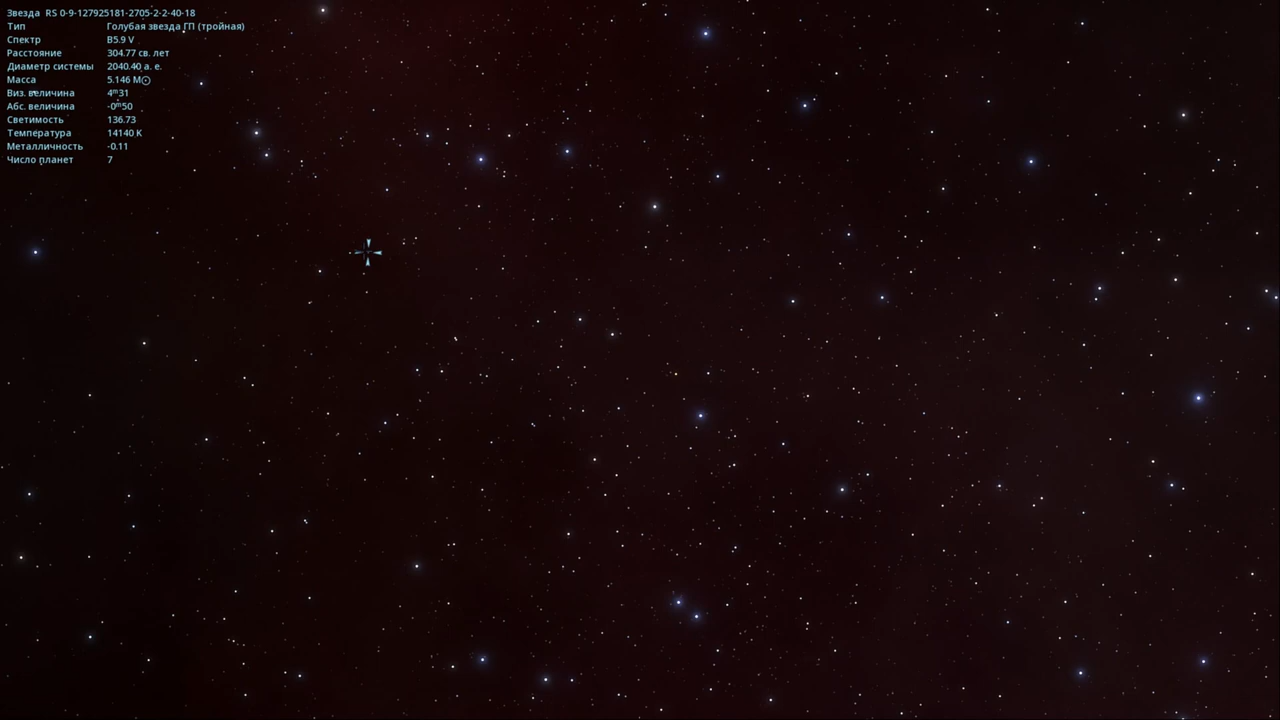 Звезда RS 0-9-127925181-2705-2-2-40-18
Тип Голубая звезда ГП (тройная)
Спектр B5.9 V
Расстояние 304.77 св. лет
Диаметр системы 2040.40 а. е.
Масса 5.146 M☉
Виз. величина 4ᵐ31
Абс. величина -0ᵐ50
Светимость 136.73
Температура 14140 K
Металличность -0.11
Число планет 7